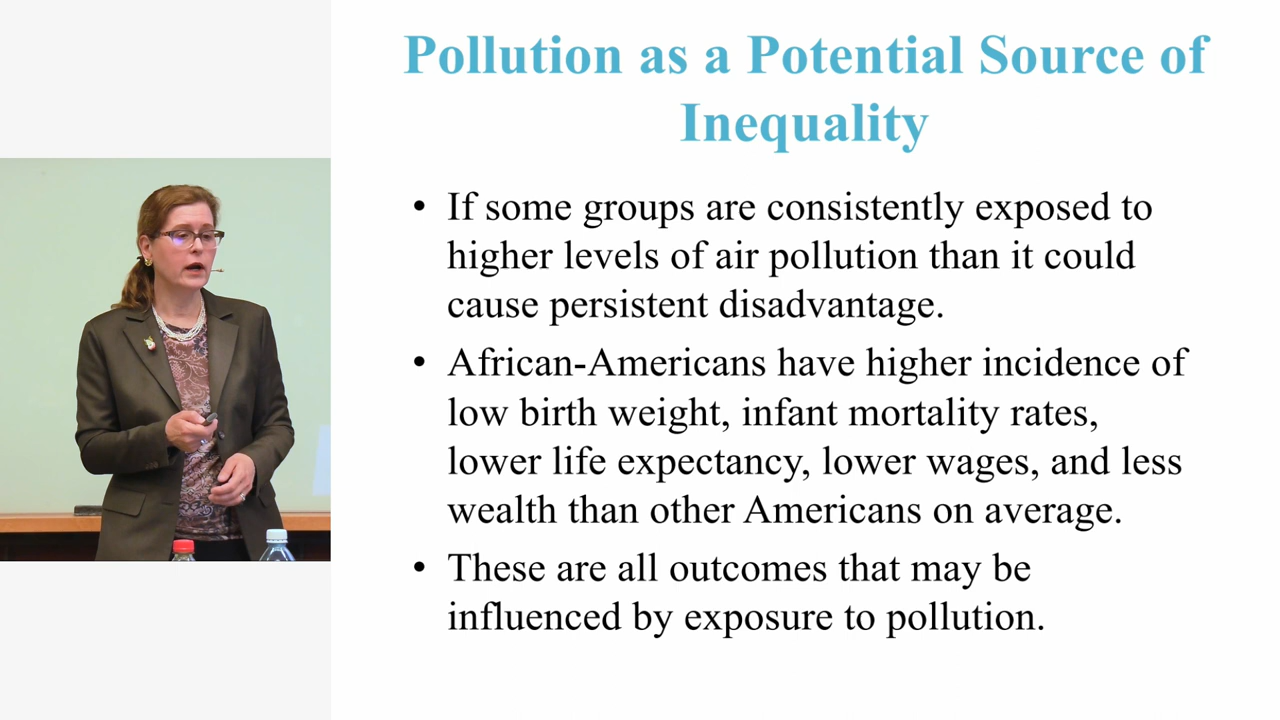 Pollution as a Potential Source of
Inequality
• If some groups are consistently exposed to
higher levels of air pollution than it could
cause persistent disadvantage.
• African-Americans have higher incidence of
low birth weight, infant mortality rates,
lower life expectancy, lower wages, and less
wealth than other Americans on average.
• These are all outcomes that may be
influenced by exposure to pollution.